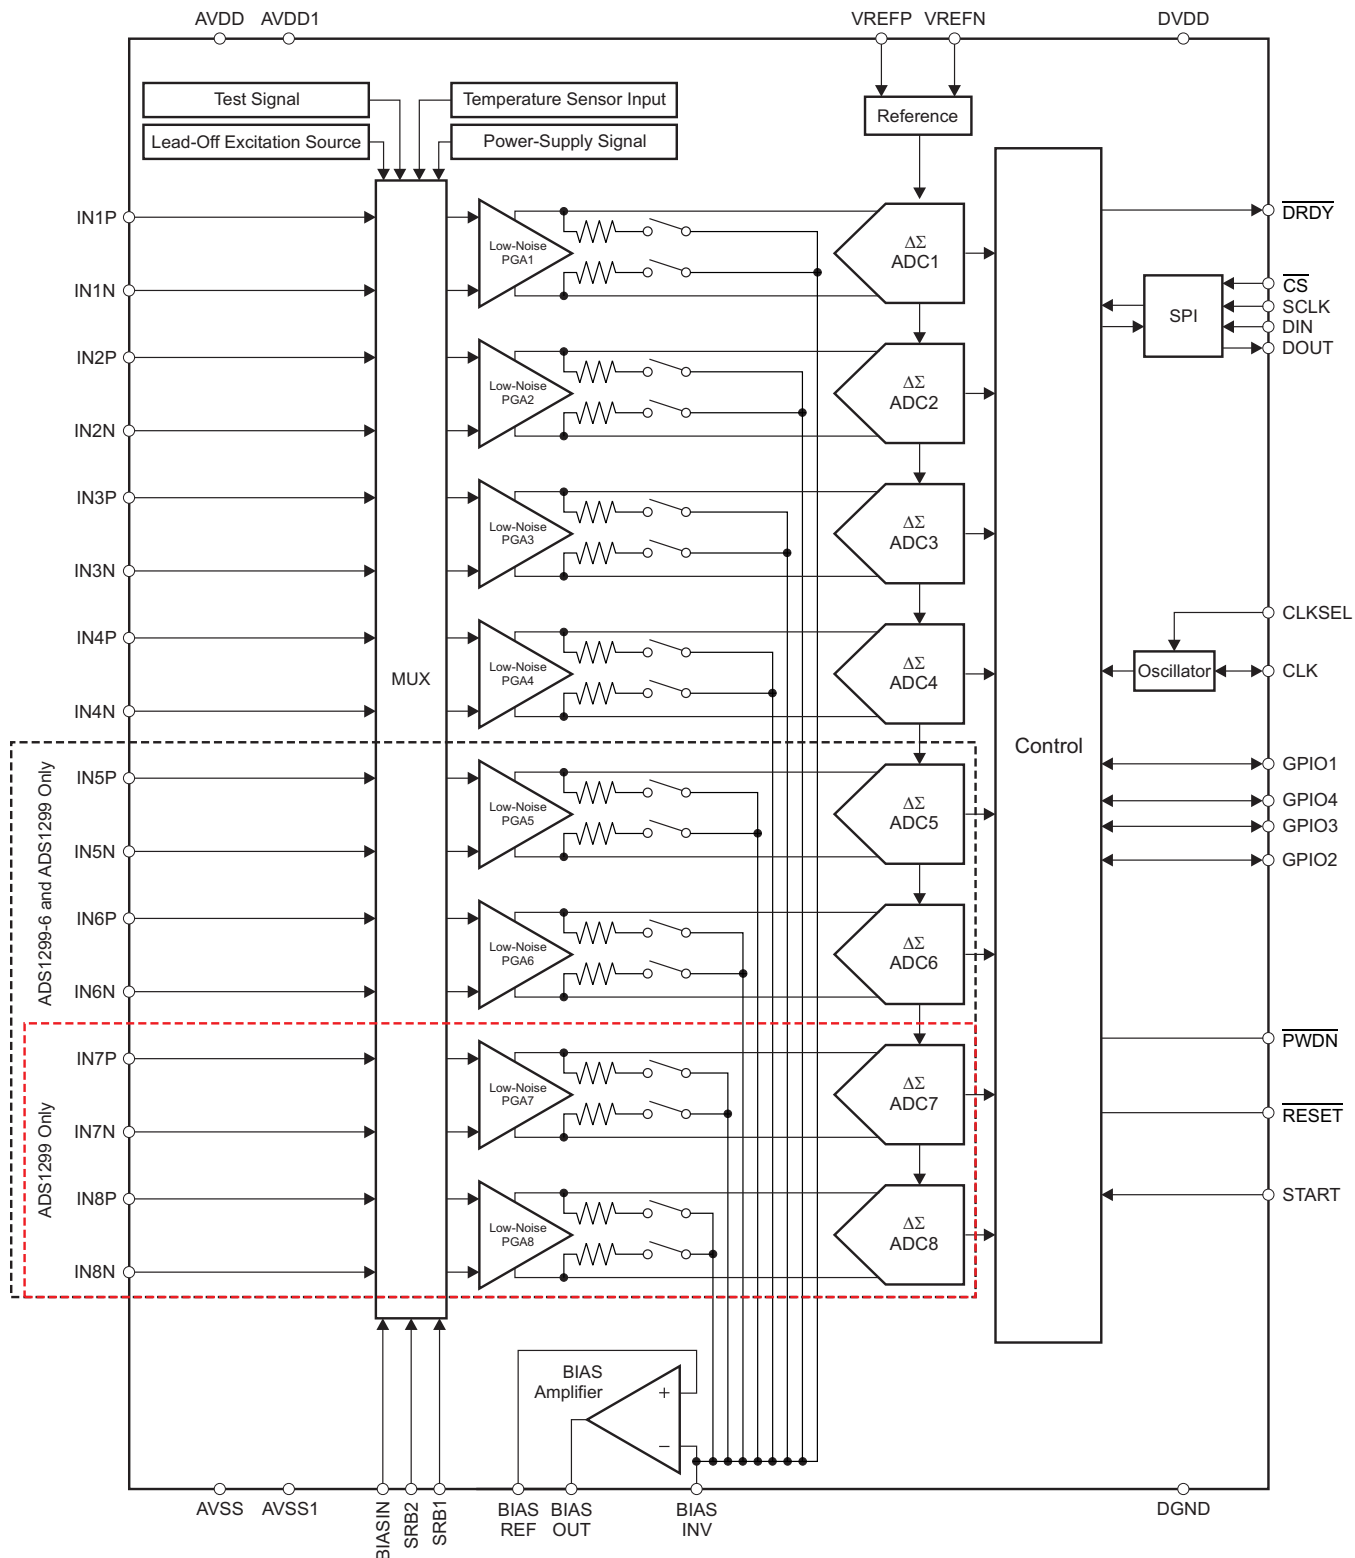 AVDD AVDD1 VREFP VREFN DVDD
Test Signal
Temperature Sensor Input
Lead-Off Excitation Source
Power-Supply Signal
Reference
IN1P
IN1N
IN2P
IN2N
IN3P
IN3N
IN4P
IN4N
IN5P
IN5N
IN6P
IN6N
IN7P
IN7N
IN8P
IN8N
ADS1299-6 and ADS1299 Only
ADS1299 Only
MUX
Low-Noise
PGA1
Low-Noise
PGA2
Low-Noise
PGA3
Low-Noise
PGA4
Low-Noise
PGA5
Low-Noise
PGA6
Low-Noise
PGA7
Low-Noise
PGA8
ΔΣ
ADC1
ΔΣ
ADC2
ΔΣ
ADC3
ΔΣ
ADC4
ΔΣ
ADC5
ΔΣ
ADC6
ΔΣ
ADC7
ΔΣ
ADC8
Control
SPI
Oscillator
DRDY
CS
SCLK
DIN
DOUT
CLKSEL
CLK
GPIO1
GPIO4
GPIO3
GPIO2
PWDN
RESET
START
BIAS
Amplifier
+
−
AVSS AVSS1
BIASIN
SRB2
SRB1
BIAS
REF
BIAS
OUT
BIAS
INV
DGND